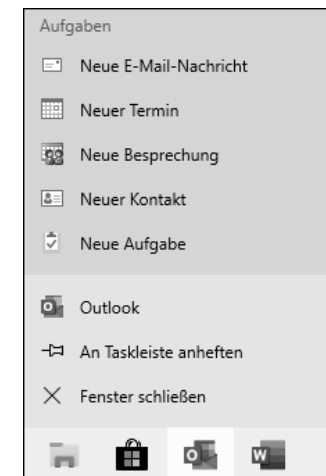 Aufgaben
Neue E-Mail-Nachricht
Neuer Termin
Neue Besprechung
Neuer Kontakt
Neue Aufgabe
Outlook
An Taskleiste anheften
Fenster schließen